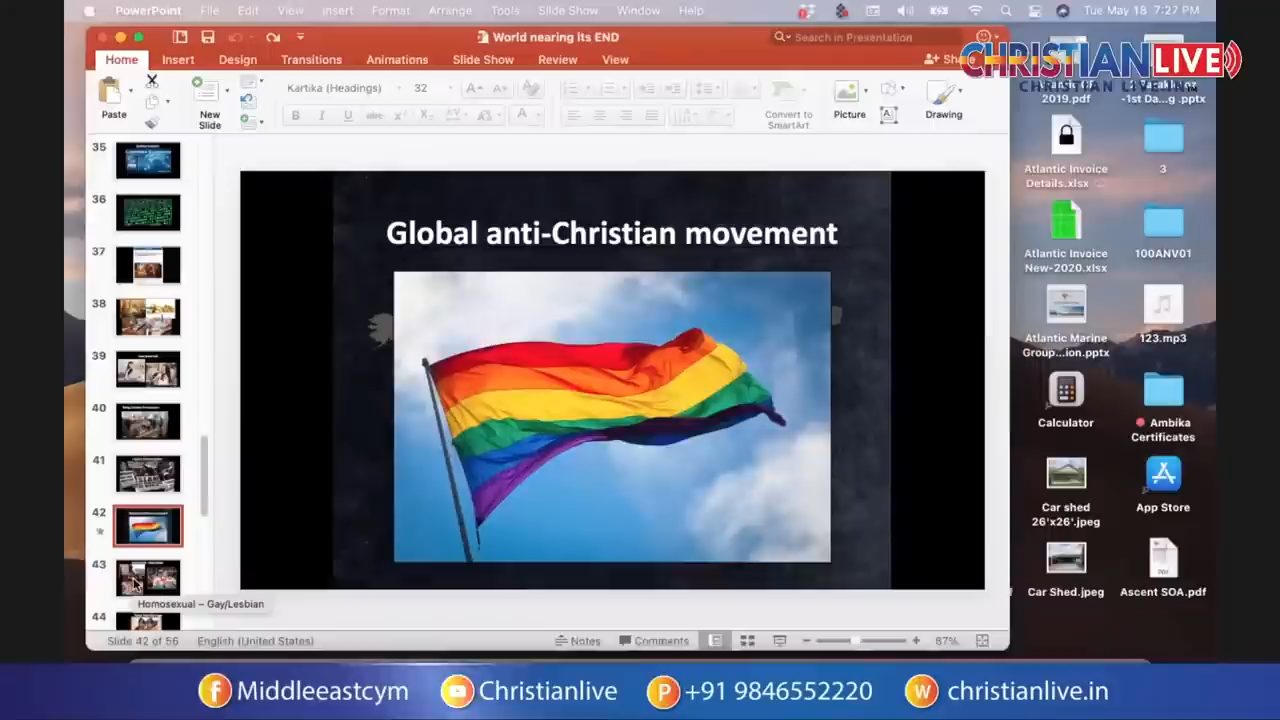 PowerPoint File Edit View Insert Format Arrange Tools Slide Show Window Help Tue May 18 7:27 PM
World nearing its END
Search in Presentation
Home Insert Design Transitions Animations Slide Show Review View Share
CHRISTIAN LIVE
Kartika (Headings) 32
Paste
New
Slide
Convert to
SmartArt
Picture
Drawing
35
36
37
38
39
40
41
42
43
44
Global anti-Christian movement
Homosexual – Gay/Lesbian
Slide 42 of 56 English (United States) Notes Comments 87%
2019.pdf
-1st Da...g .pptx
Atlantic Invoice
Details.xlsx
3
Atlantic Invoice
New-2020.xlsx
100ANV01
Atlantic Marine
Group...ion.pptx
123.mp3
Calculator
Ambika
Certificates
Car shed
26'x26'.jpeg
App Store
Car Shed.jpeg
Ascent SOA.pdf
Middleeastcym Christianlive +91 9846552220 christianlive.in